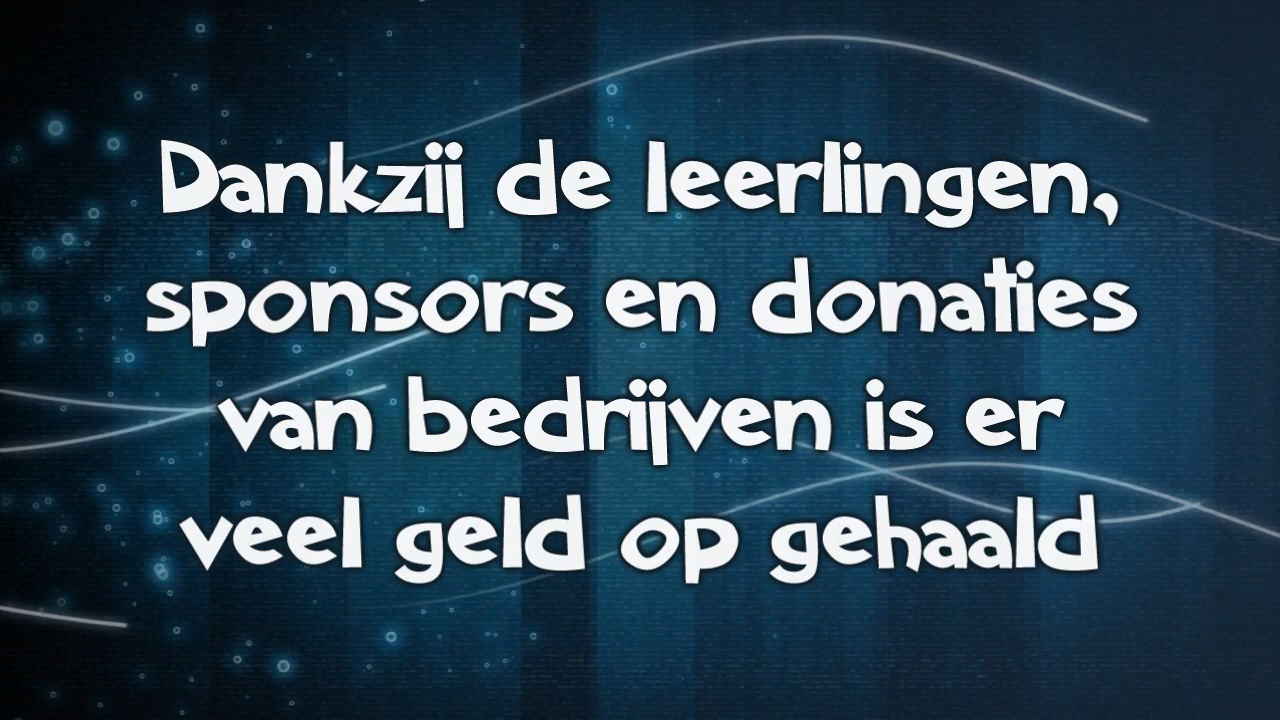 Dankzij de leerlingen,
sponsors en donaties
van bedrijven is er
veel geld op gehaald